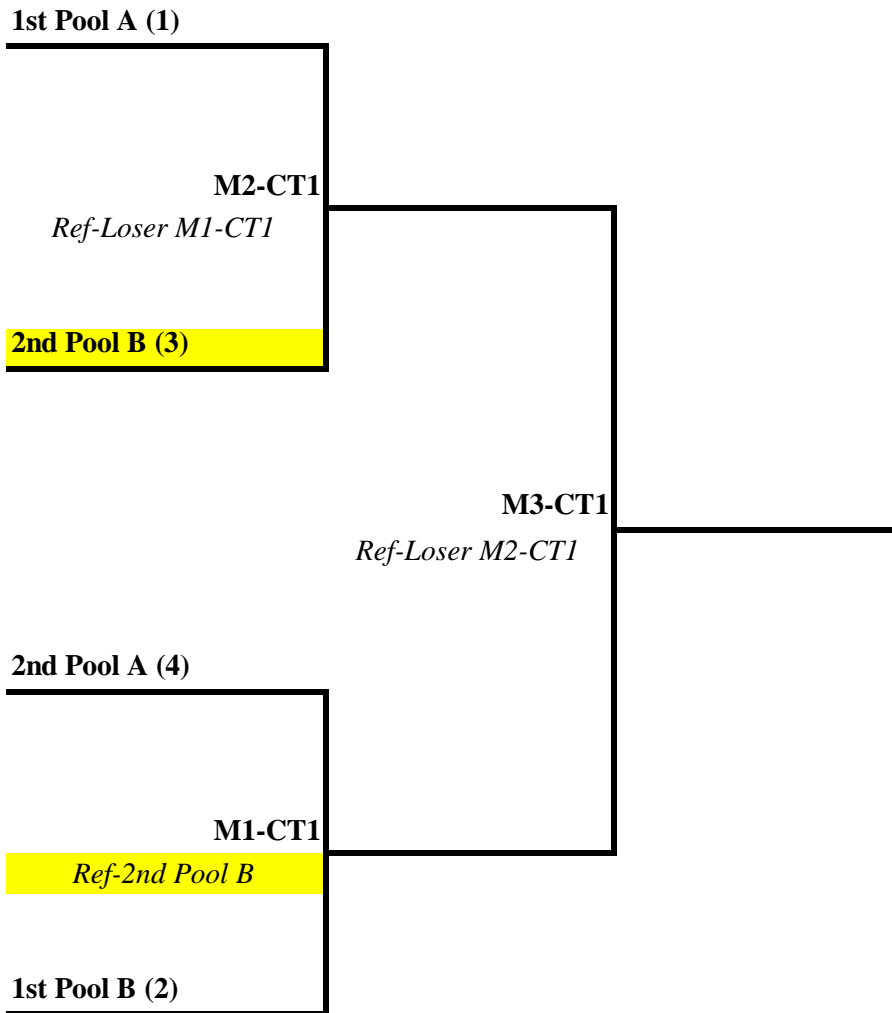 1st Pool A (1)
M2-CT1
Ref-Loser M1-CT1
2nd Pool B (3)
M3-CT1
Ref-Loser M2-CT1
2nd Pool A (4)
M1-CT1
Ref-2nd Pool B
1st Pool B (2)